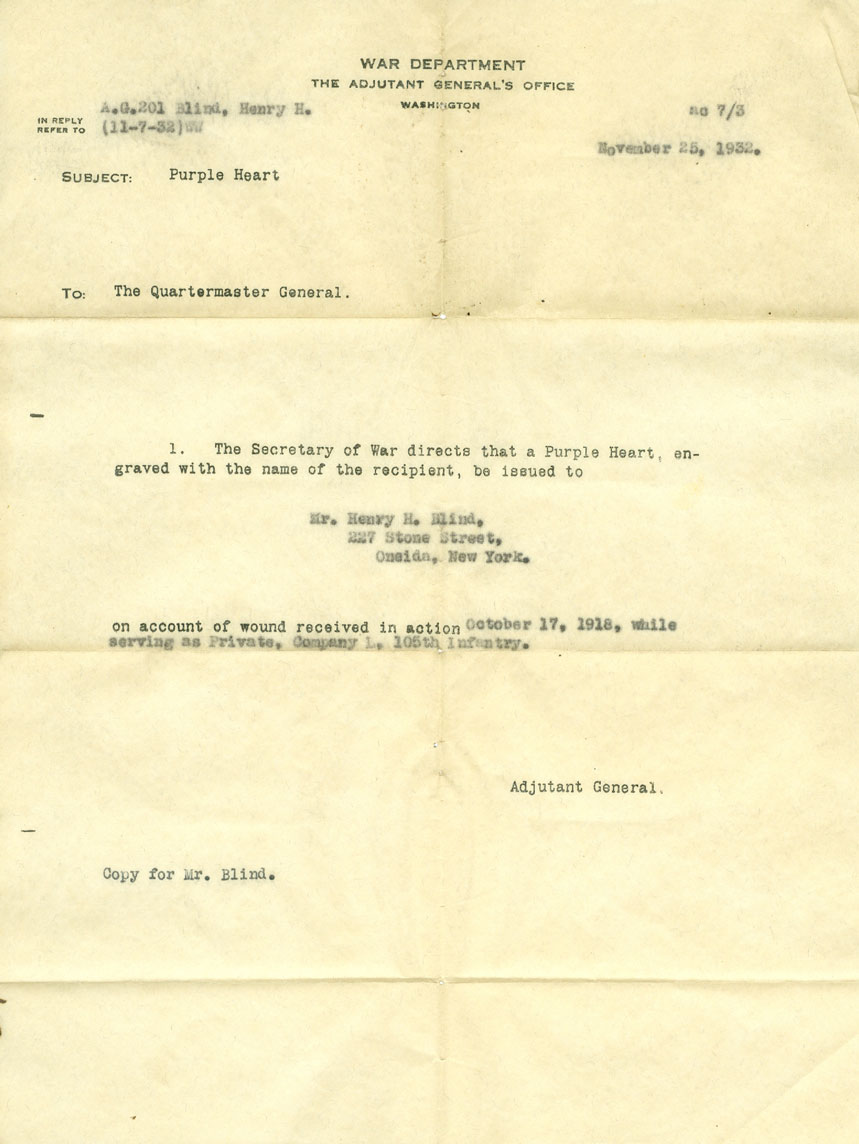 WAR DEPARTMENT
THE ADJUTANT GENERAL'S OFFICE
WASHINGTON
IN REPLY
REFER TO
A.G.201 Blind, Henry H.
(11-7-32)
ac 7/3
November 25, 1932.
SUBJECT: Purple Heart
TO: The Quartermaster General.
1. The Secretary of War directs that a Purple Heart, en-
graved with the name of the recipient, be issued to
Mr. Henry H. Blind,
227 Stone Street,
Oneida, New York.
on account of wound received in action October 17, 1918, while
serving as Private, Company L, 105th Infantry.
Adjutant General.
Copy for Mr. Blind.